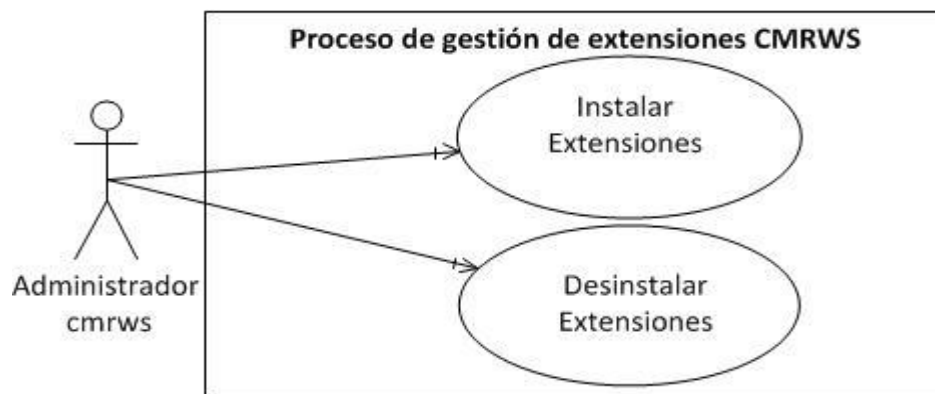 Proceso de gestión de extensiones CMRWS
Instalar
Extensiones
Administrador
cmrws
Desinstalar
Extensiones